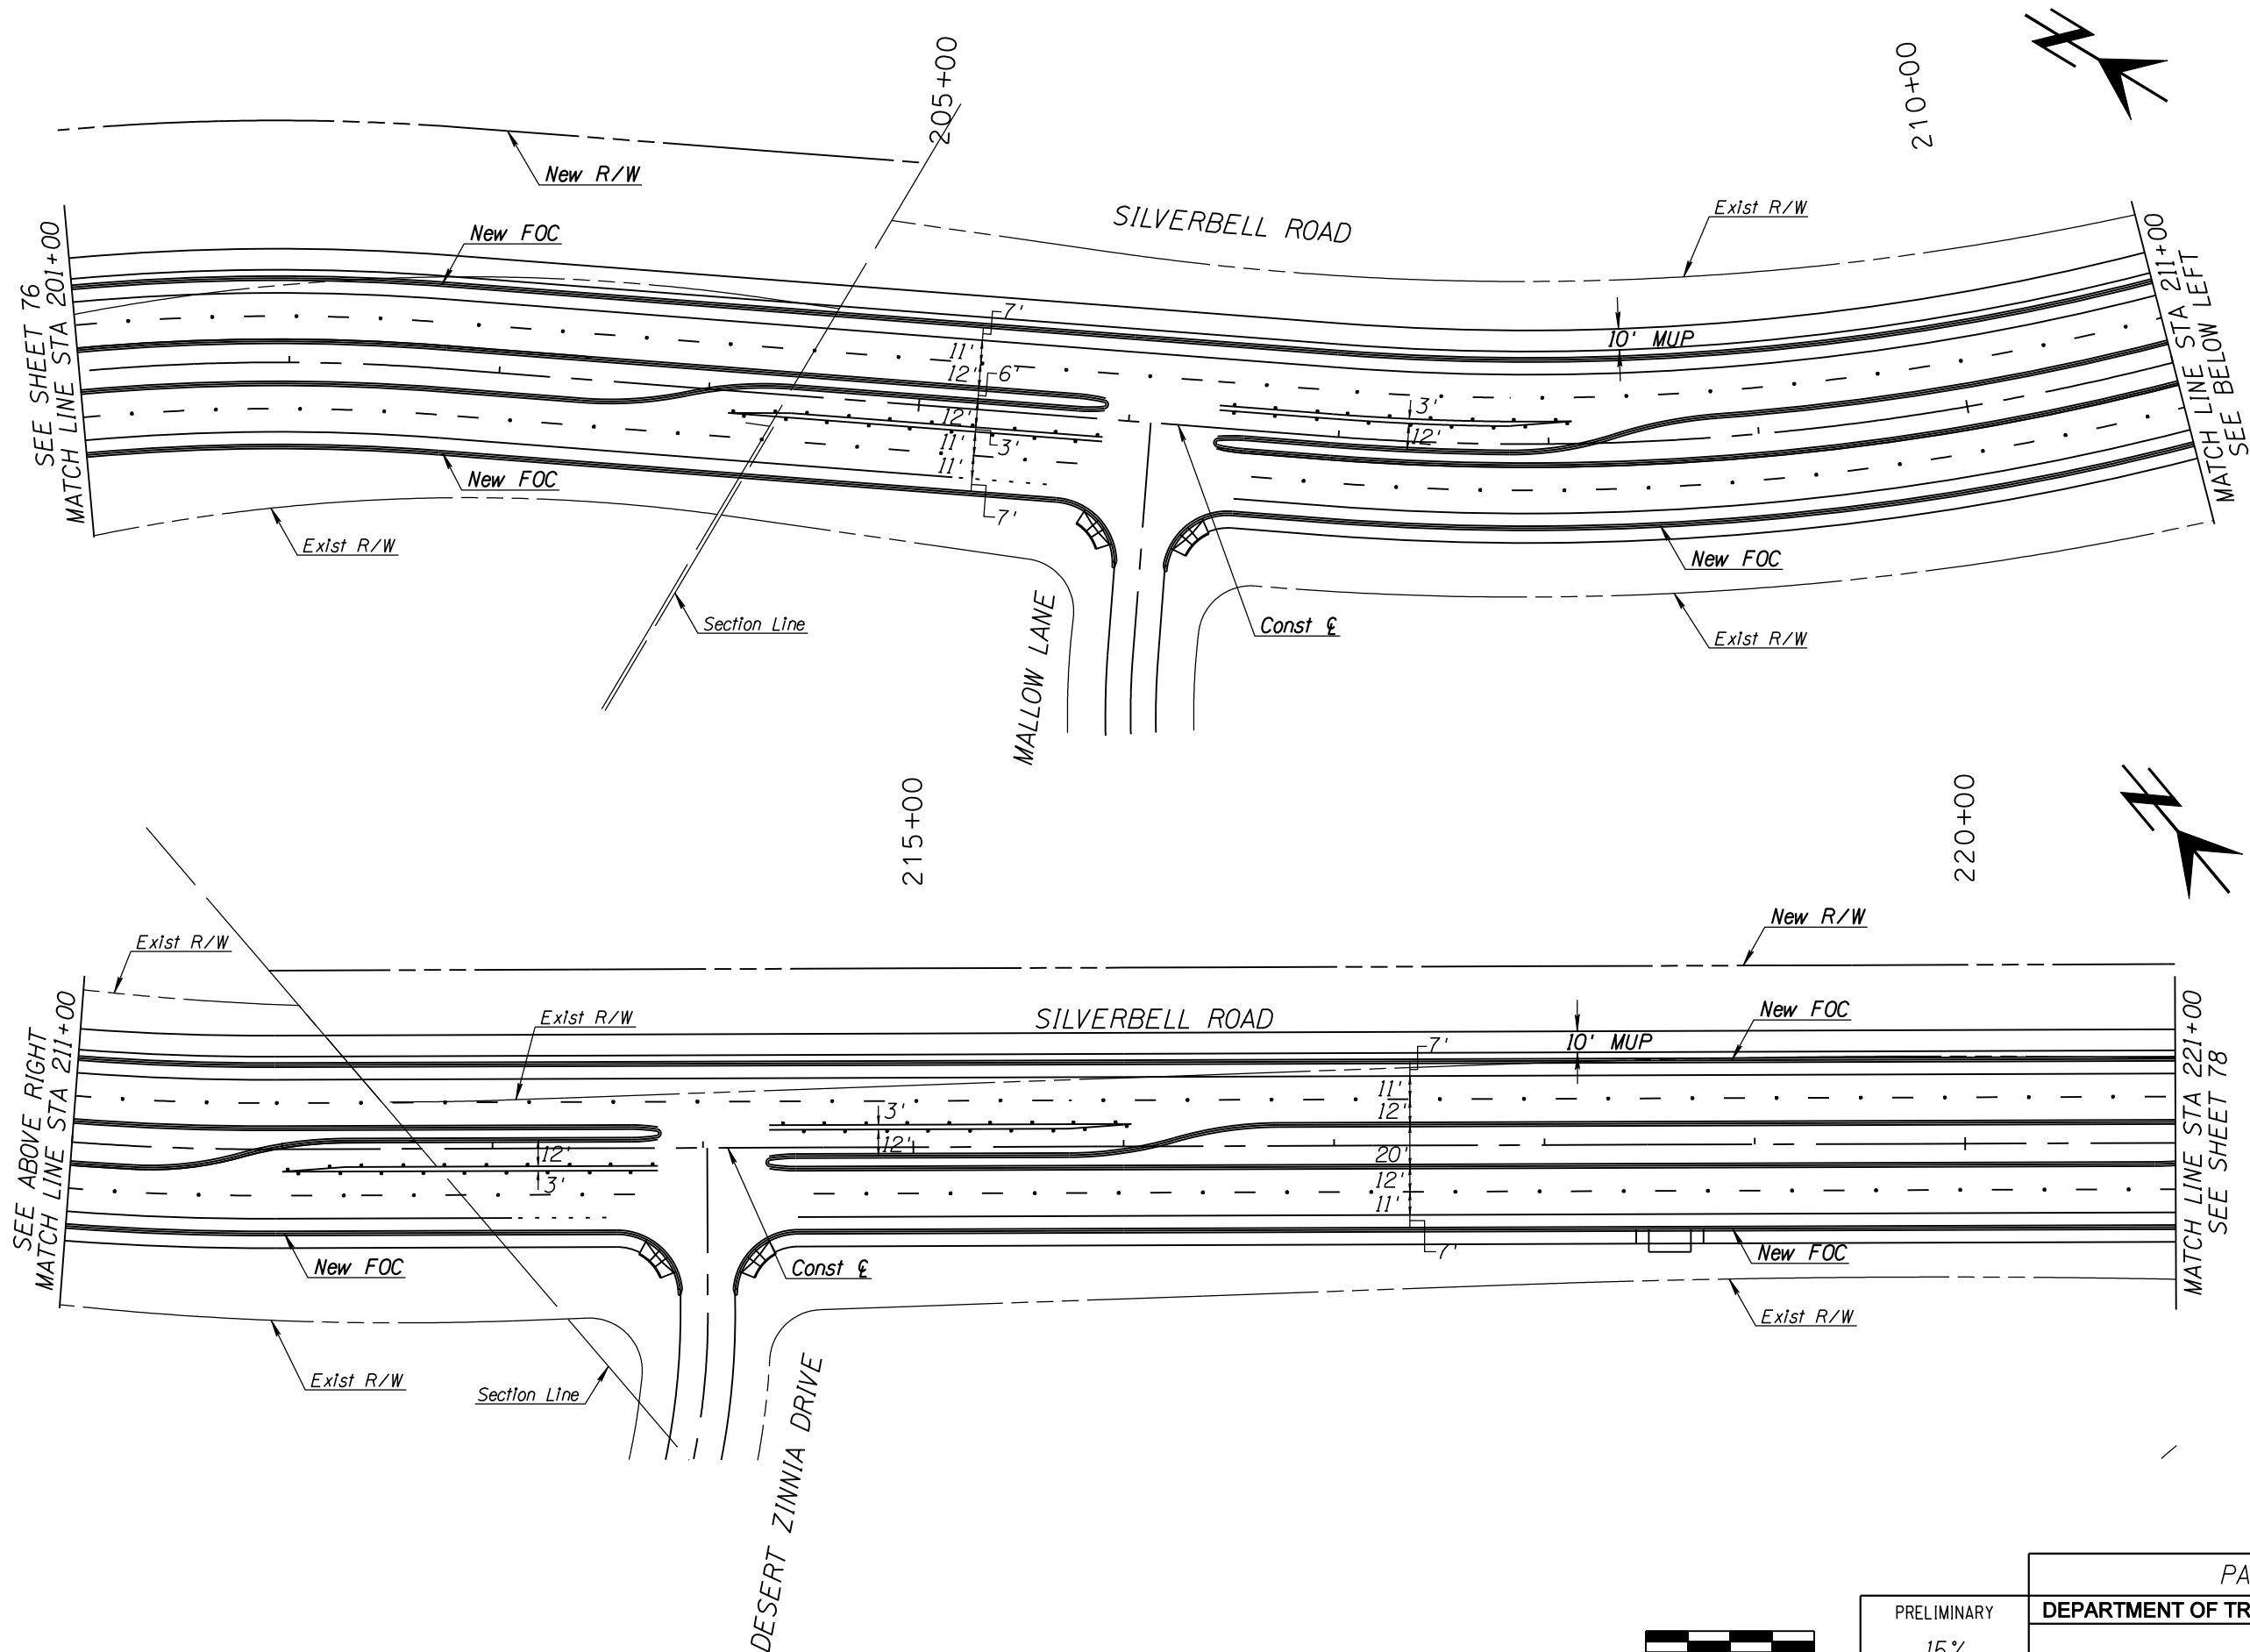 205+00
210+00
New R/W
SILVERBELL ROAD
Exist R/W
New FOC
SEE SHEET 76
MATCH LINE STA 201+00
MATCH LINE STA 211+00
SEE BELOW LEFT
7'
11'
12'
6'
12'
3'
11'
11'
7'
10' MUP
3'
12'
New FOC
Exist R/W
Section Line
MALLOW LANE
Const ℄
New FOC
Exist R/W
215+00
220+00
New R/W
Exist R/W
Exist R/W
SILVERBELL ROAD
New FOC
SEE ABOVE RIGHT
MATCH LINE STA 211+00
MATCH LINE STA 221+00
SEE SHEET 78
7'
10' MUP
11'
12'
3'
12'
12'
3'
20'
12'
11'
7'
New FOC
Const ℄
New FOC
Exist R/W
Exist R/W
Section Line
DESERT ZINNIA DRIVE
PA
PRELIMINARY
DEPARTMENT OF TR
15%